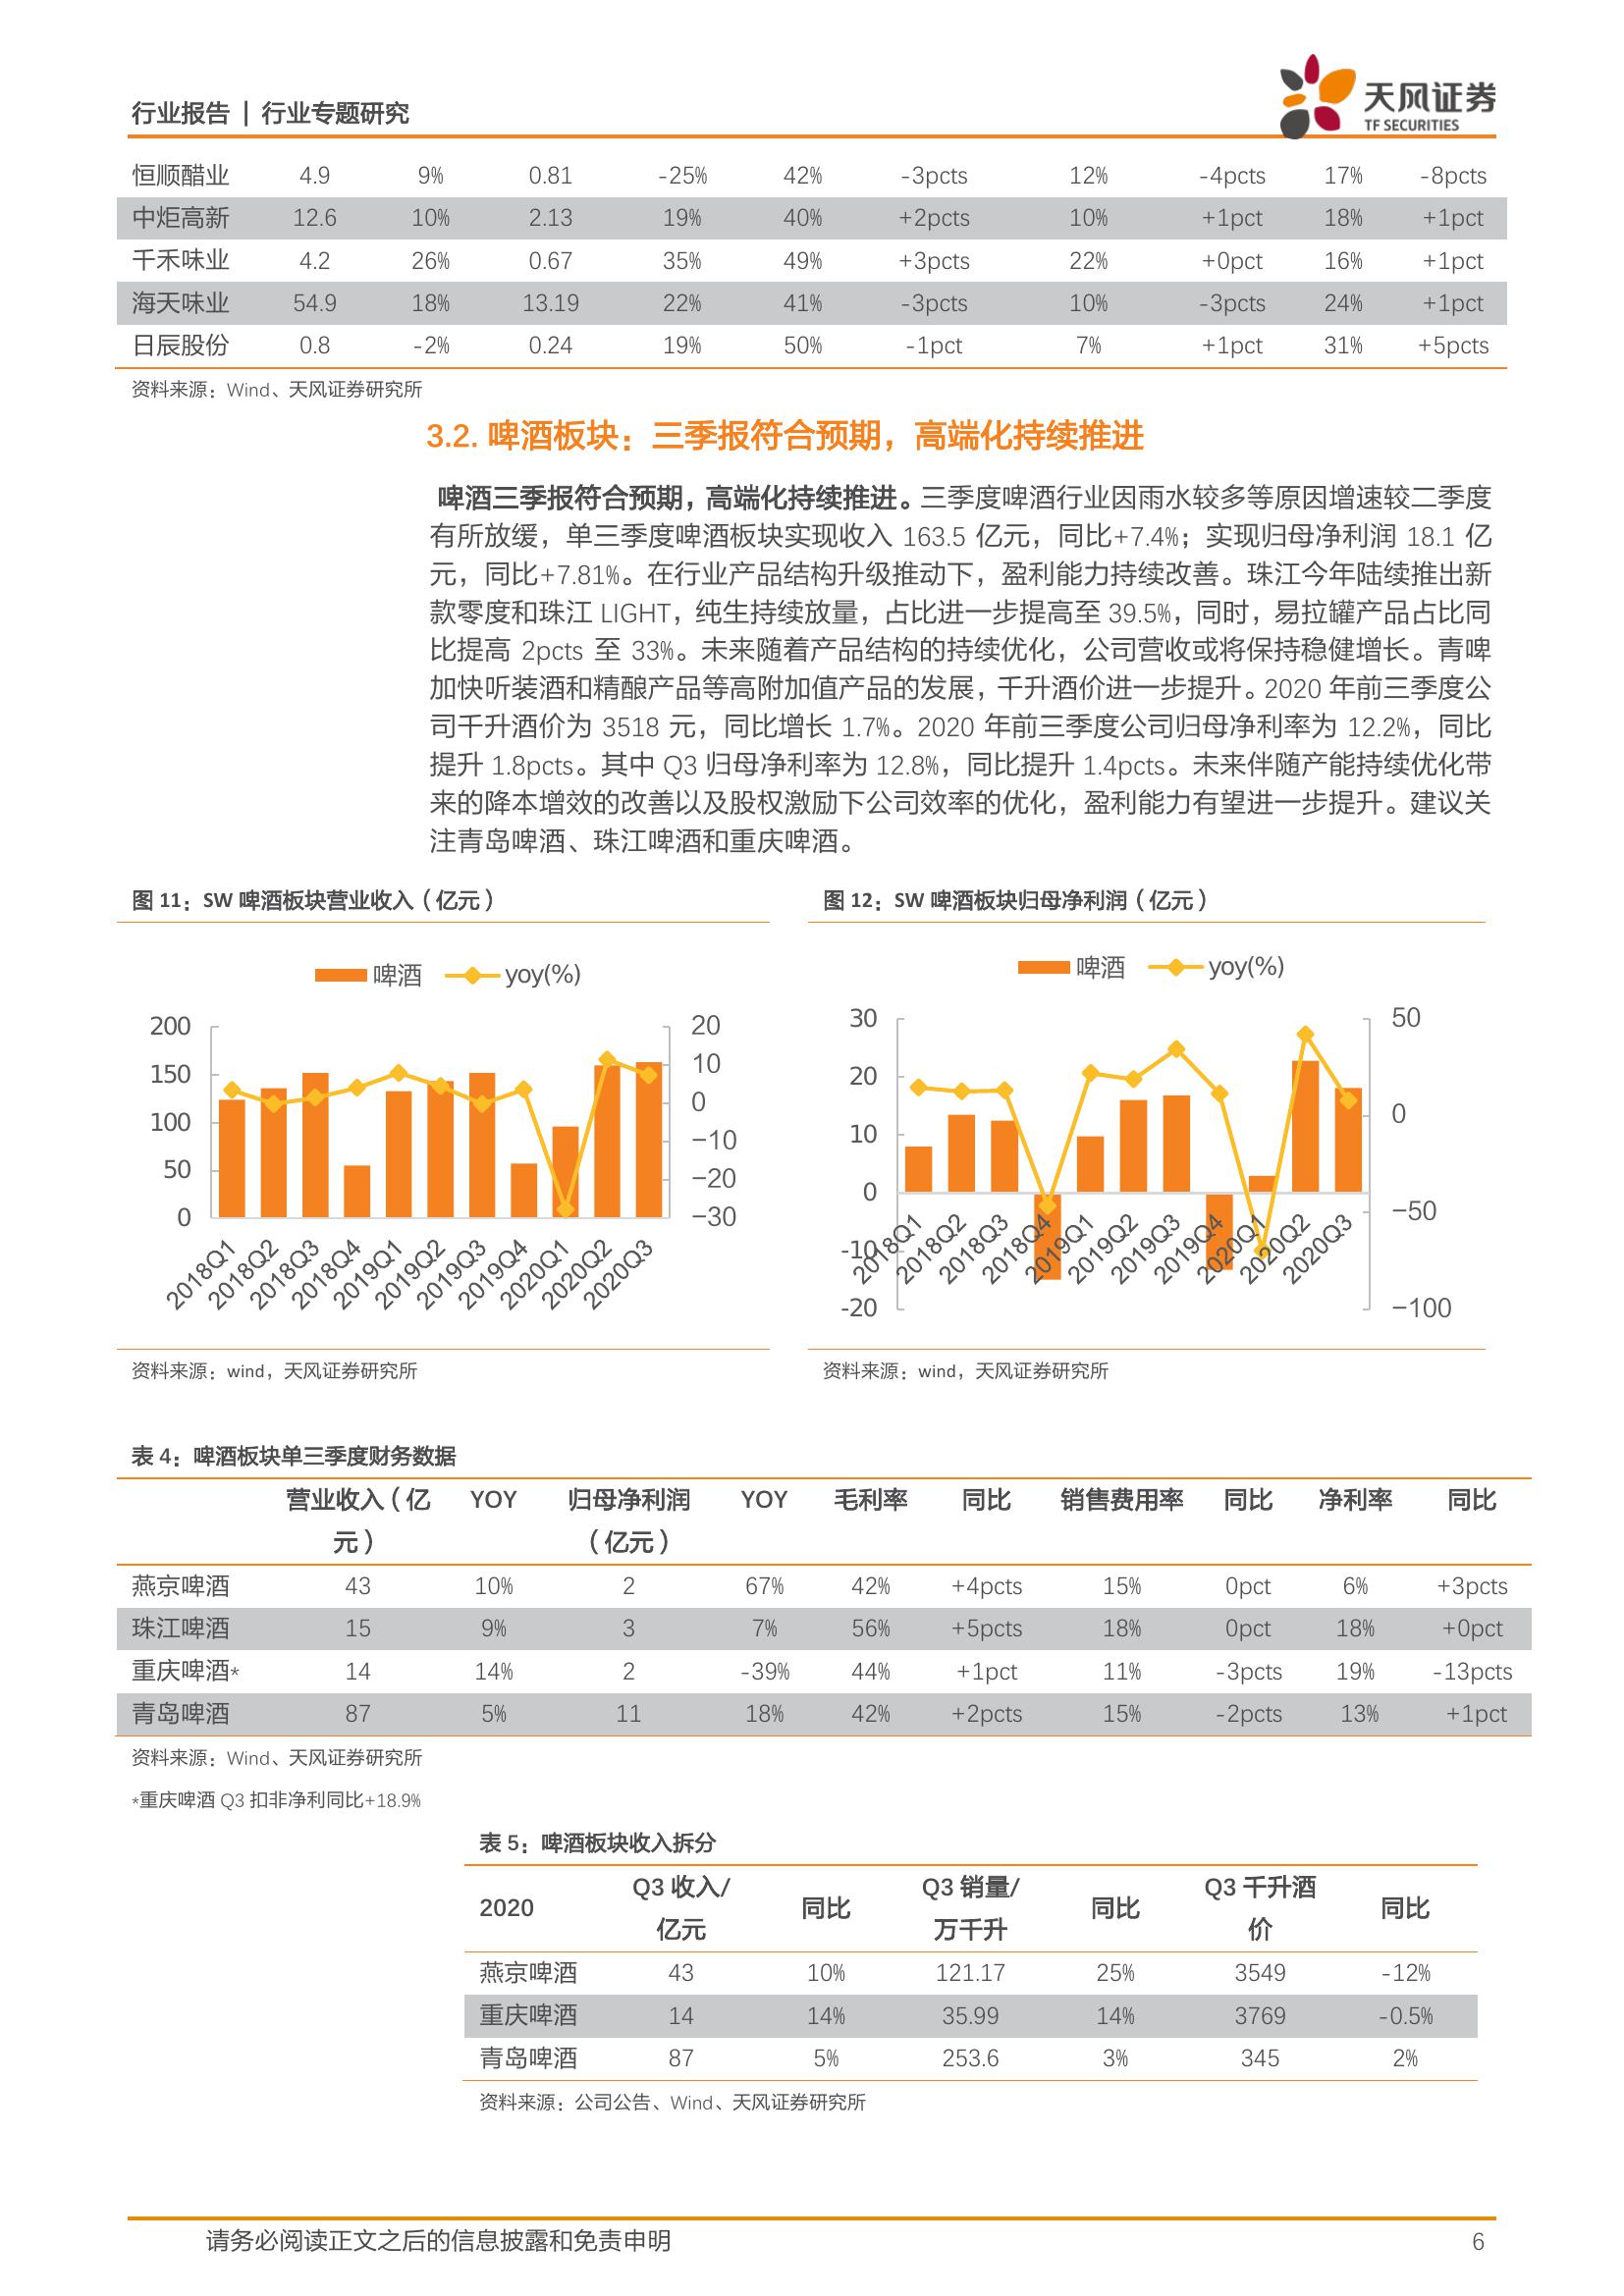 行业报告 | 行业专题研究
天风证券
TF SECURITIES
恒顺醋业 4.9 9% 0.81 -25% 42% -3pcts 12% -4pcts 17% -8pcts
中炬高新 12.6 10% 2.13 19% 40% +2pcts 10% +1pct 18% +1pct
千禾味业 4.2 26% 0.67 35% 49% +3pcts 22% +0pct 16% +1pct
海天味业 54.9 18% 13.19 22% 41% -3pcts 10% -3pcts 24% +1pct
日辰股份 0.8 -2% 0.24 19% 50% -1pct 7% +1pct 31% +5pcts
资料来源：Wind、天风证券研究所
3.2. 啤酒板块：三季报符合预期，高端化持续推进
啤酒三季报符合预期，高端化持续推进。三季度啤酒行业因雨水较多等原因增速较二季度
有所放缓，单三季度啤酒板块实现收入 163.5 亿元，同比+7.4%；实现归母净利润 18.1 亿
元，同比+7.81%。在行业产品结构升级推动下，盈利能力持续改善。珠江今年陆续推出新
款零度和珠江 LIGHT，纯生持续放量，占比进一步提高至 39.5%，同时，易拉罐产品占比同
比提高 2pcts 至 33%。未来随着产品结构的持续优化，公司营收或将保持稳健增长。青啤
加快听装酒和精酿产品等高附加值产品的发展，千升酒价进一步提升。2020 年前三季度公
司千升酒价为 3518 元，同比增长 1.7%。2020 年前三季度公司归母净利率为 12.2%，同比
提升 1.8pcts。其中 Q3 归母净利率为 12.8%，同比提升 1.4pcts。未来伴随产能持续优化带
来的降本增效的改善以及股权激励下公司效率的优化，盈利能力有望进一步提升。建议关
注青岛啤酒、珠江啤酒和重庆啤酒。
图 11：SW 啤酒板块营业收入（亿元）
啤酒 yoy(%)
200 20
150 10
100 0
50 −10
0 −20
−30
2018Q1 2018Q2 2018Q3 2018Q4 2019Q1 2019Q2 2019Q3 2019Q4 2020Q1 2020Q2 2020Q3
资料来源：wind，天风证券研究所
图 12：SW 啤酒板块归母净利润（亿元）
啤酒 yoy(%)
30 50
20
10 0
0
-10 −50
-20 −100
2018Q1 2018Q2 2018Q3 2018Q4 2019Q1 2019Q2 2019Q3 2019Q4 2020Q1 2020Q2 2020Q3
资料来源：wind，天风证券研究所
表 4：啤酒板块单三季度财务数据
营业收入（亿 YOY 归母净利润 YOY 毛利率 同比 销售费用率 同比 净利率 同比
元） （亿元）
燕京啤酒 43 10% 2 67% 42% +4pcts 15% 0pct 6% +3pcts
珠江啤酒 15 9% 3 7% 56% +5pcts 18% 0pct 18% +0pct
重庆啤酒* 14 14% 2 -39% 44% +1pct 11% -3pcts 19% -13pcts
青岛啤酒 87 5% 11 18% 42% +2pcts 15% -2pcts 13% +1pct
资料来源：Wind、天风证券研究所
*重庆啤酒 Q3 扣非净利同比+18.9%
表 5：啤酒板块收入拆分
2020 Q3 收入/ 同比 Q3 销量/ 同比 Q3 千升酒 同比
亿元 万千升 价
燕京啤酒 43 10% 121.17 25% 3549 -12%
重庆啤酒 14 14% 35.99 14% 3769 -0.5%
青岛啤酒 87 5% 253.6 3% 345 2%
资料来源：公司公告、Wind、天风证券研究所
请务必阅读正文之后的信息披露和免责申明 6